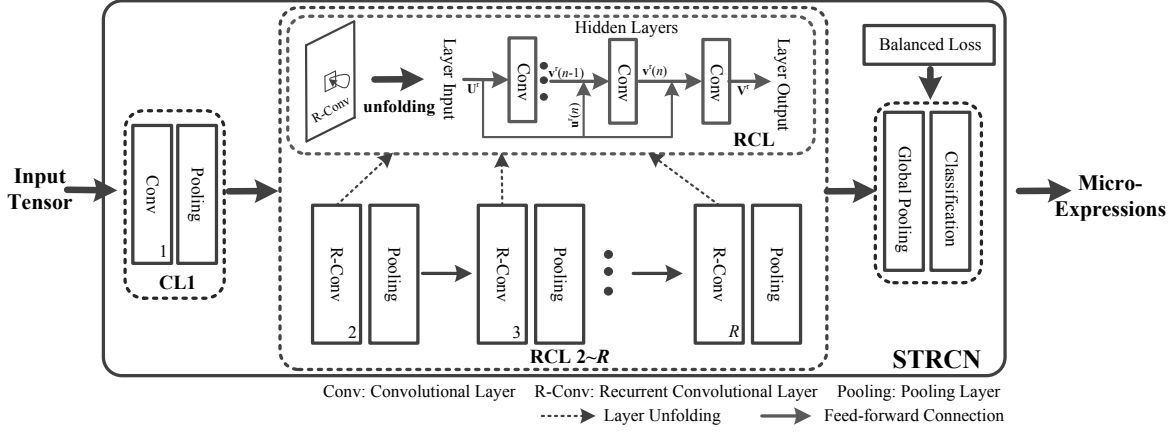 Input
Tensor
Conv
1
Pooling
CL1
R-Conv
unfolding
Layer Input
U^r
Hidden Layers
Conv
v^r(n-1)
u^r(n)
Conv
v^r(n)
Conv
V^r
Layer Output
RCL
R-Conv
2
Pooling
R-Conv
3
Pooling
R-Conv
R
Pooling
RCL 2~R
Balanced Loss
Global Pooling
Classification
STRCN
Micro-
Expressions
Conv: Convolutional Layer R-Conv: Recurrent Convolutional Layer Pooling: Pooling Layer
Layer Unfolding Feed-forward Connection